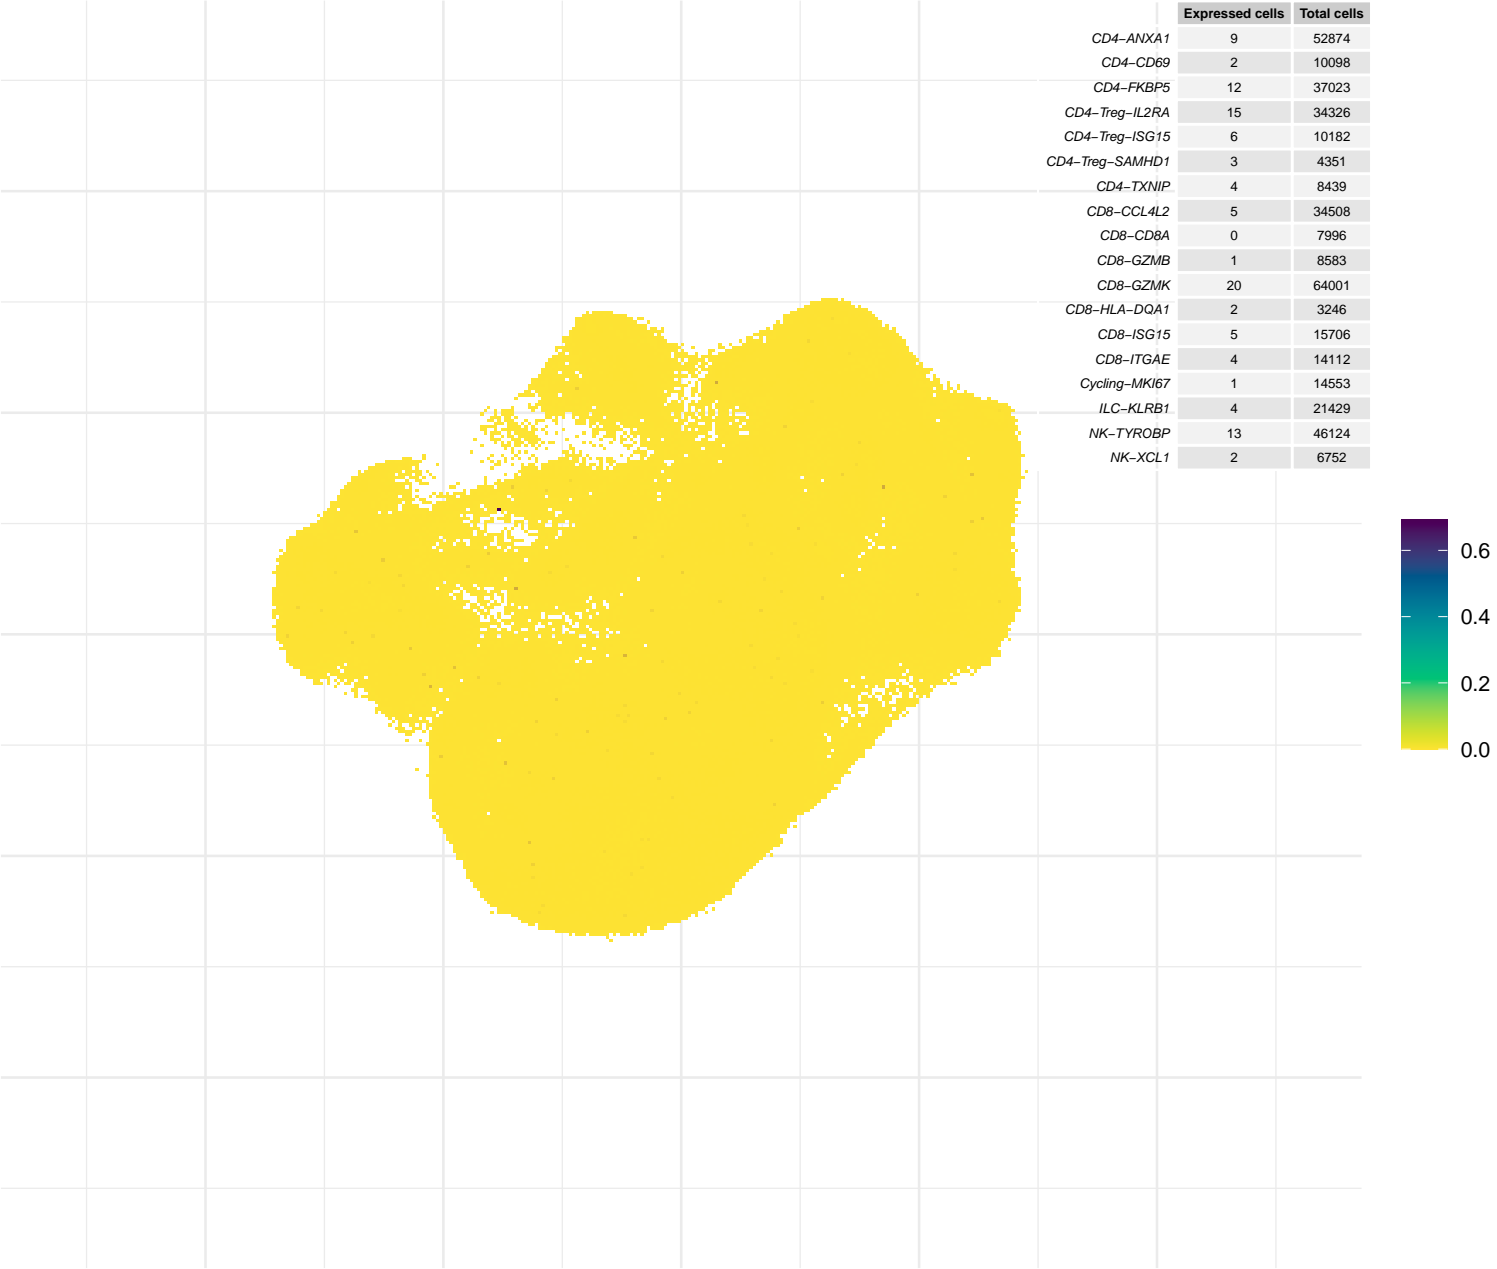 Expressed cells Total cells
CD4−ANXA1 9 52874
CD4−CD69 2 10098
CD4−FKBP5 12 37023
CD4−Treg−IL2RA 15 34326
CD4−Treg−ISG15 6 10182
CD4−Treg−SAMHD1 3 4351
CD4−TXNIP 4 8439
CD8−CCL4L2 5 34508
CD8−CD8A 0 7996
CD8−GZMB 1 8583
CD8−GZMK 20 64001
CD8−HLA−DQA1 2 3246
CD8−ISG15 5 15706
CD8−ITGAE 4 14112
Cycling−MKI67 1 14553
ILC−KLRB1 4 21429
NK−TYROBP 13 46124
NK−XCL1 2 6752
0.6
0.4
0.2
0.0